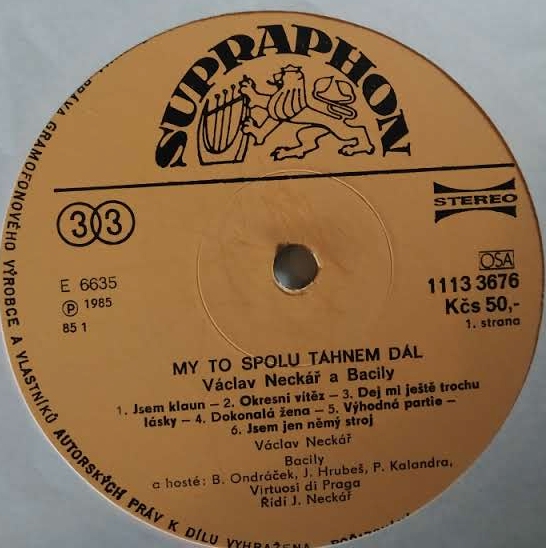 SUPRAPHON
33
STEREO
E 6635
Ⓟ 1985
85 1
OSA
1113 3676
Kčs 50,-
1. strana
MY TO SPOLU TÁHNEM DÁL
Václav Neckář a Bacily
1. Jsem klaun – 2. Okresní vítěz – 3. Dej mi ještě trochu
lásky – 4. Dokonalá žena – 5. Výhodná partie –
6. Jsem jen němý stroj
Václav Neckář
Bacily
a hosté: B. Ondráček, J. Hrubeš, P. Kalandra,
Virtuosi di Praga
Řídí J. Neckář
PRÁVA GRAMOFONOVÉHO VÝROBCE A VLASTNÍKŮ AUTORSKÝCH PRÁV K DÍLU VYHRAŽENA